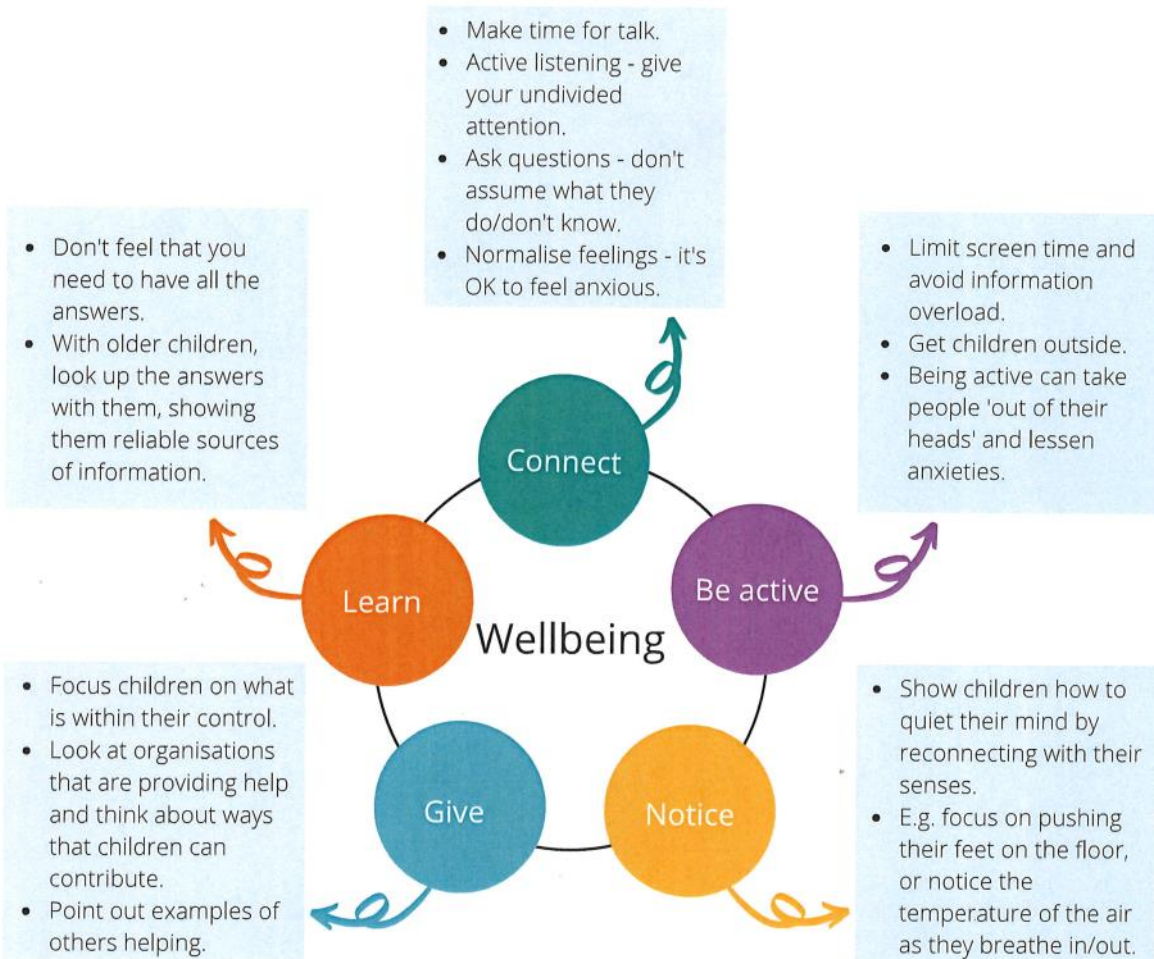 • Make time for talk.
• Active listening - give
your undivided
attention.
• Ask questions - don't
assume what they
do/don't know.
• Normalise feelings - it's
OK to feel anxious.
• Don't feel that you
need to have all the
answers.
• With older children,
look up the answers
with them, showing
them reliable sources
of information.
• Limit screen time and
avoid information
overload.
• Get children outside.
• Being active can take
people 'out of their
heads' and lessen
anxieties.
Connect
Learn
Be active
Wellbeing
Give
Notice
• Focus children on what
is within their control.
• Look at organisations
that are providing help
and think about ways
that children can
contribute.
• Point out examples of
others helping.
• Show children how to
quiet their mind by
reconnecting with their
senses.
• E.g. focus on pushing
their feet on the floor,
or notice the
temperature of the air
as they breathe in/out.